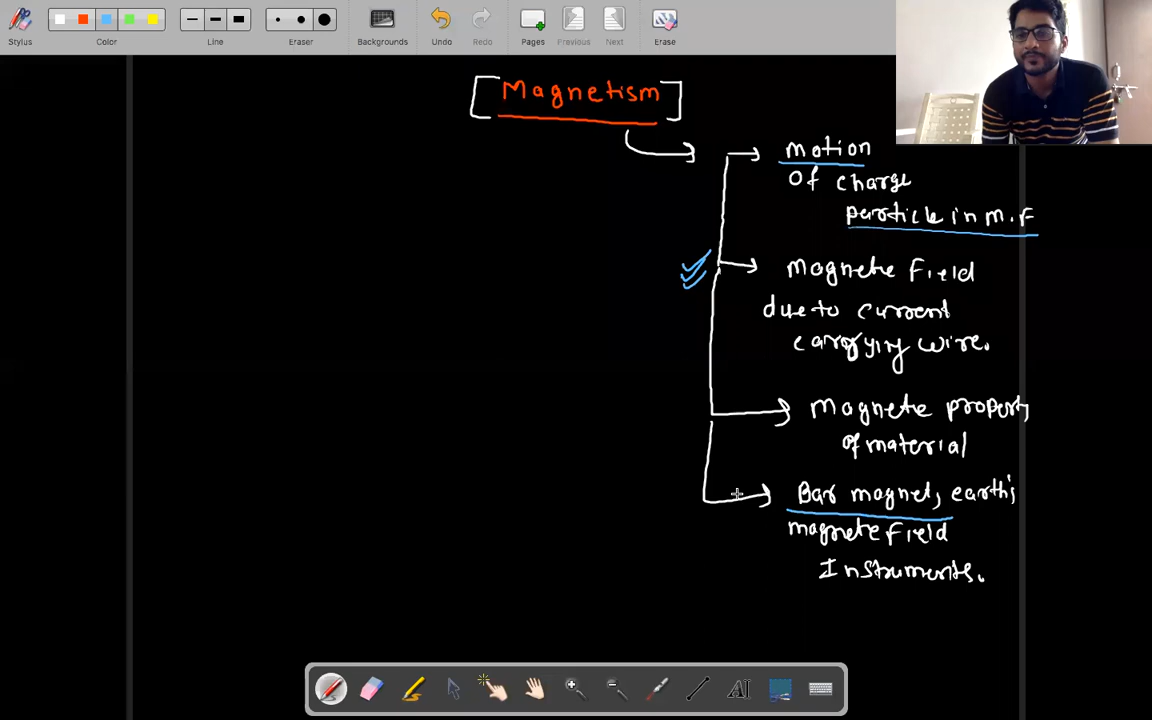 Stylus
Color
Line
Eraser
Backgrounds
Undo
Redo
Pages
Previous
Next
Erase
[Magnetism]
motion
of charge
particle in M.F
Magnetic Field
due to current
carrying wire.
Magnetic property
of material
Bar magnet, earth's
magnetic field
Instruments.